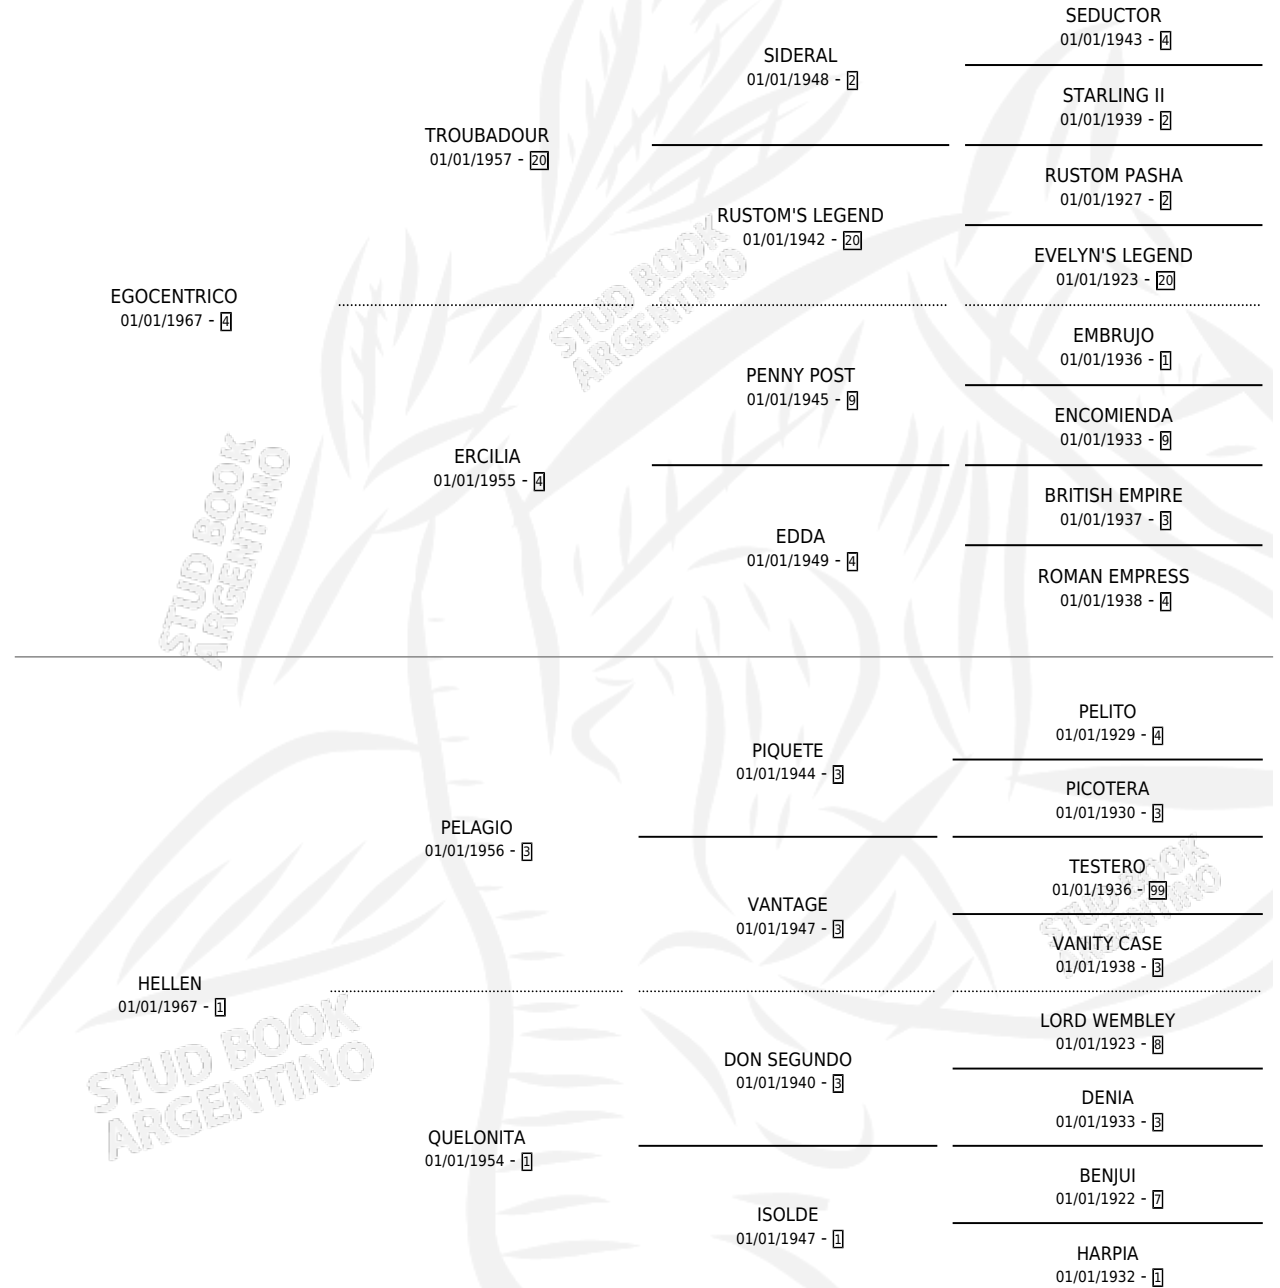 SEDUCTOR
01/01/1943 - 4
SIDERAL
01/01/1948 - 2
STARLING II
01/01/1939 - 2
TROUBADOUR
01/01/1957 - 20
RUSTOM PASHA
01/01/1927 - 2
RUSTOM'S LEGEND
01/01/1942 - 20
EVELYN'S LEGEND
01/01/1923 - 20
EGOCENTRICO
01/01/1967 - 4
EMBRUJO
01/01/1936 - 1
PENNY POST
01/01/1945 - 9
ENCOMIENDA
01/01/1933 - 9
ERCILIA
01/01/1955 - 4
BRITISH EMPIRE
01/01/1937 - 3
EDDA
01/01/1949 - 4
ROMAN EMPRESS
01/01/1938 - 4
STUD BOOK
ARGENTINO
STUD BOOK
ARGENTINO
PELITO
01/01/1929 - 4
PIQUETE
01/01/1944 - 3
PICOTERA
01/01/1930 - 3
PELAGIO
01/01/1956 - 3
TESTERO
01/01/1936 - 99
VANTAGE
01/01/1947 - 3
VANITY CASE
01/01/1938 - 3
HELLEN
01/01/1967 - 1
LORD WEMBLEY
01/01/1923 - 8
DON SEGUNDO
01/01/1940 - 3
DENIA
01/01/1933 - 3
QUELONITA
01/01/1954 - 1
BENJUI
01/01/1922 - 7
ISOLDE
01/01/1947 - 1
HARPIA
01/01/1932 - 1
STUD BOOK
ARGENTINO
STUD BOOK
ARGENTINO